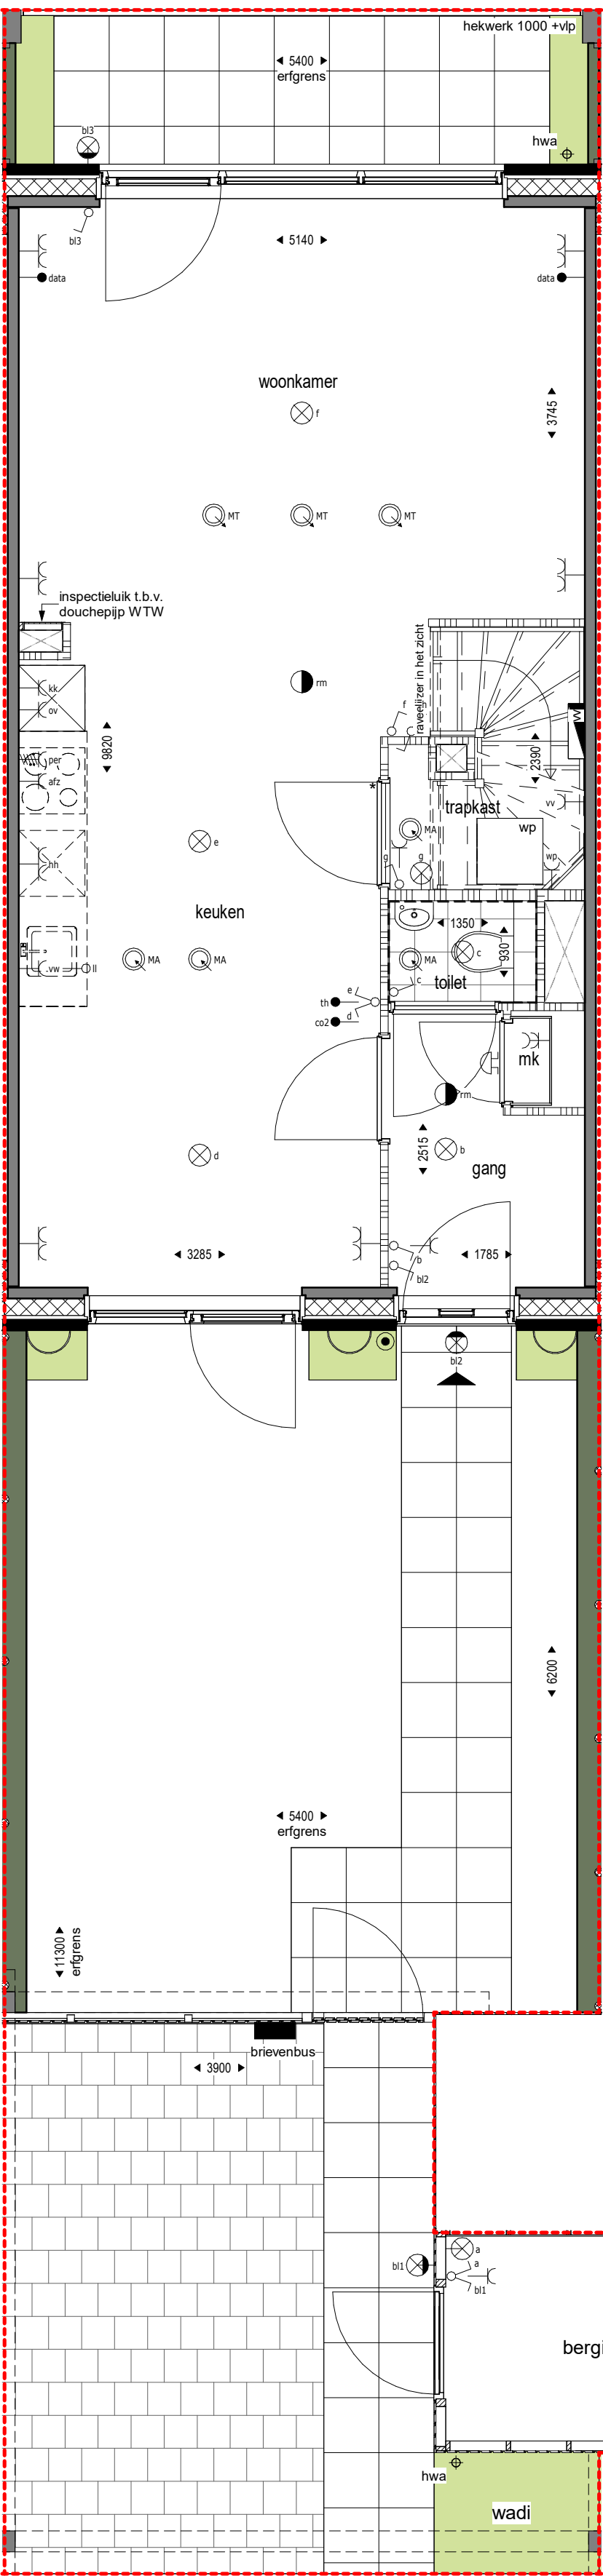 hekwerk 1000 +vlp
5400
erfgrens
bl3
hwa
bl3
5140
data
data
woonkamer
3745
f
MT
MT
MT
inspectieluik t.b.v.
douchepijp WTW
raveelijzer in het zicht
rm
f
h
kk
ov
9820
2390
per
afz
*
trapkast
vv
MA
wp
e
g
g
wp
hh
keuken
1350
930
c
vw
ll
MA
MA
MA
toilet
c
e
th
d
co2
mk
rm
2515
b
d
gang
3285
1785
b
bl2
bl2
6200
5400
erfgrens
11300
erfgrens
brievenbus
3900
a
bl1
a
bl1
bergi
hwa
wadi